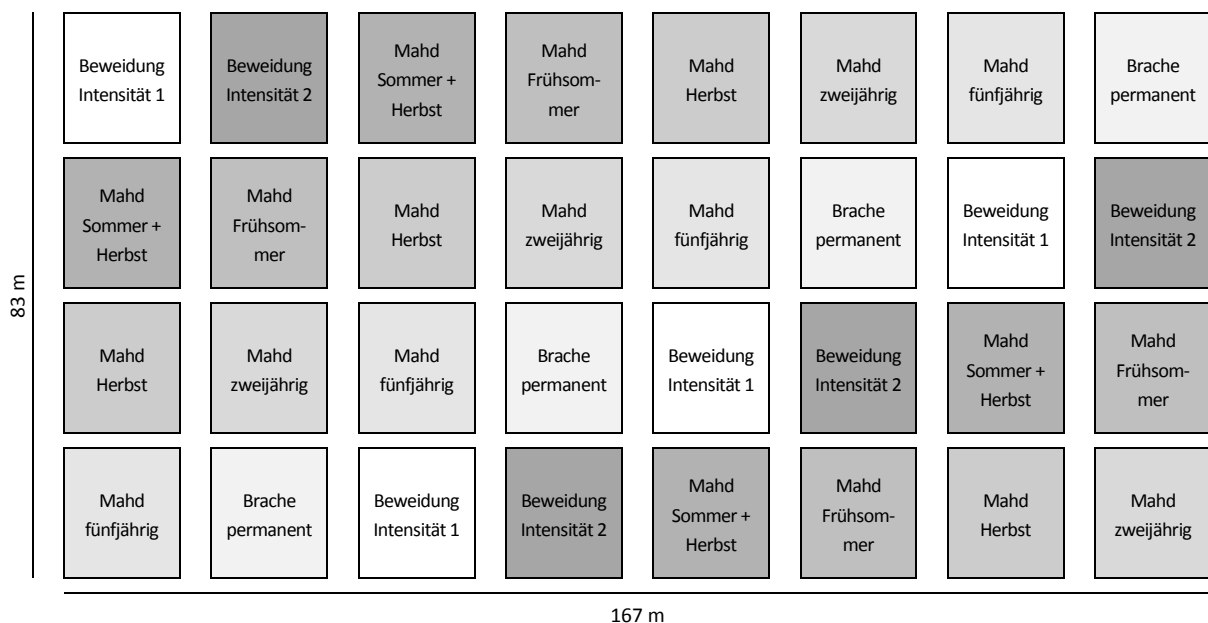 Beweidung
Intensität 1
Beweidung
Intensität 2
Mahd
Sommer +
Herbst
Mahd
Frühsom-
mer
Mahd
Herbst
Mahd
zweijährig
Mahd
fünfjährig
Brache
permanent
Mahd
Sommer +
Herbst
Mahd
Frühsom-
mer
Mahd
Herbst
Mahd
zweijährig
Mahd
fünfjährig
Brache
permanent
Beweidung
Intensität 1
Beweidung
Intensität 2
Mahd
Herbst
Mahd
zweijährig
Mahd
fünfjährig
Brache
permanent
Beweidung
Intensität 1
Beweidung
Intensität 2
Mahd
Sommer +
Herbst
Mahd
Frühsom-
mer
Mahd
fünfjährig
Brache
permanent
Beweidung
Intensität 1
Beweidung
Intensität 2
Mahd
Sommer +
Herbst
Mahd
Frühsom-
mer
Mahd
Herbst
Mahd
zweijährig
83 m
167 m